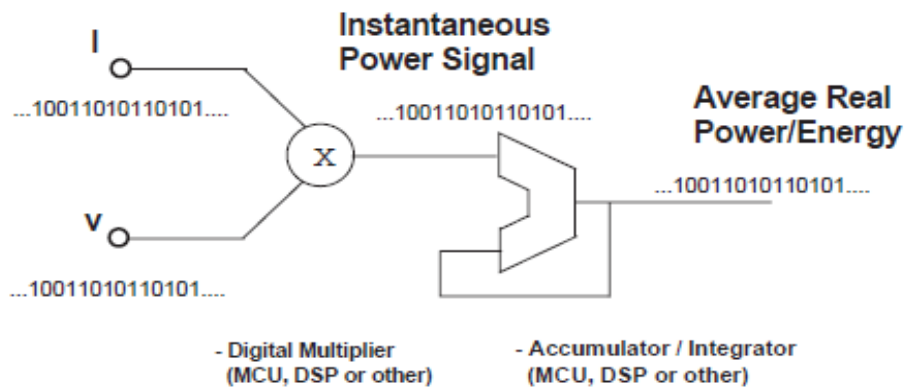 I
Instantaneous
Power Signal
...10011010110101....
...10011010110101....
Average Real
Power/Energy
X
...10011010110101....
v
...10011010110101....
- Digital Multiplier
(MCU, DSP or other)
- Accumulator / Integrator
(MCU, DSP or other)